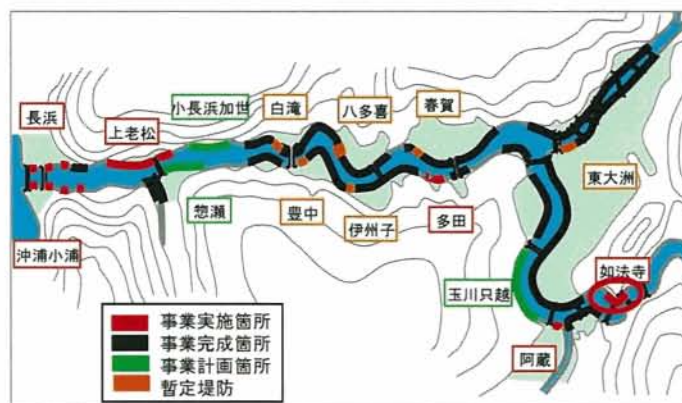 長浜
上老松
小長浜加世
白滝
八多喜
春賀
東大洲
惣瀬
豊中
伊州子
多田
沖浦小浦
玉川只越
如法寺
阿蔵
事業実施箇所
事業完成箇所
事業計画箇所
暫定堤防